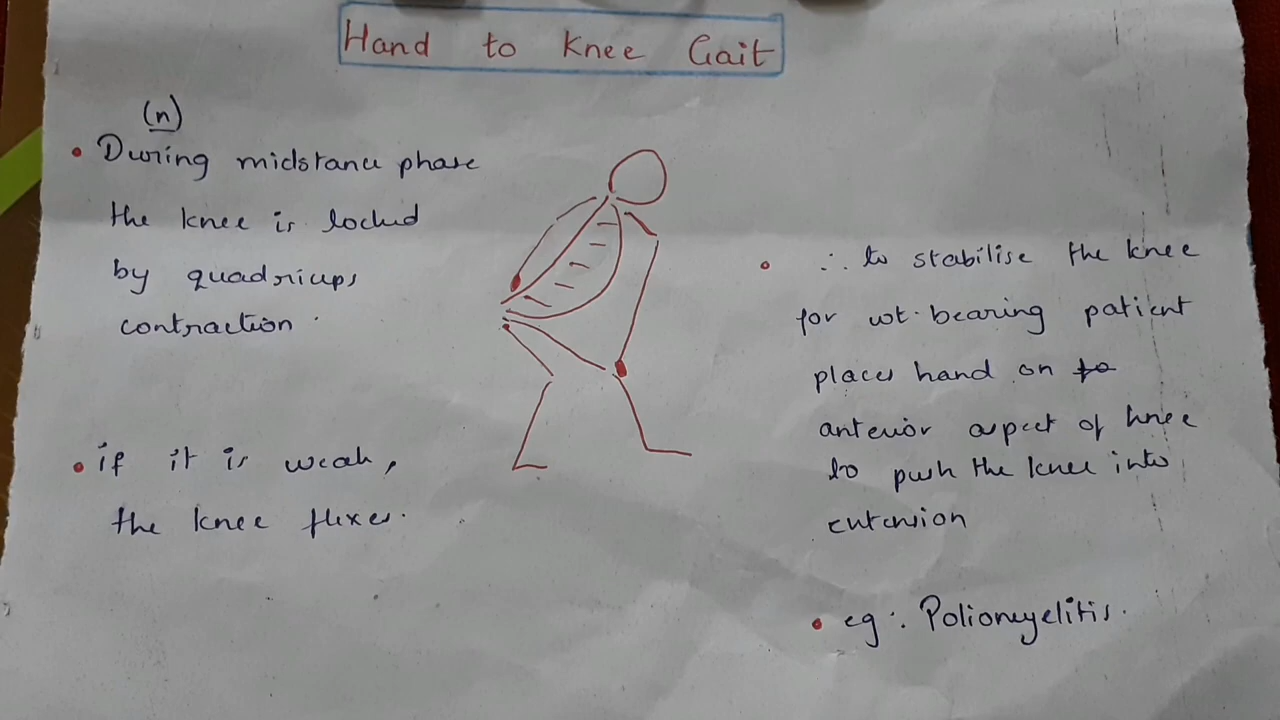 Hand to Knee Gait
(n)
• During midstance phase
the knee is locked
by quadriceps
contraction.
• if it is weak,
the knee flexes.
• ∴ to stabilise the knee
for wt. bearing patient
places hand on to
anterior aspect of knee
to push the knee into
extension
• eg: Poliomyelitis.